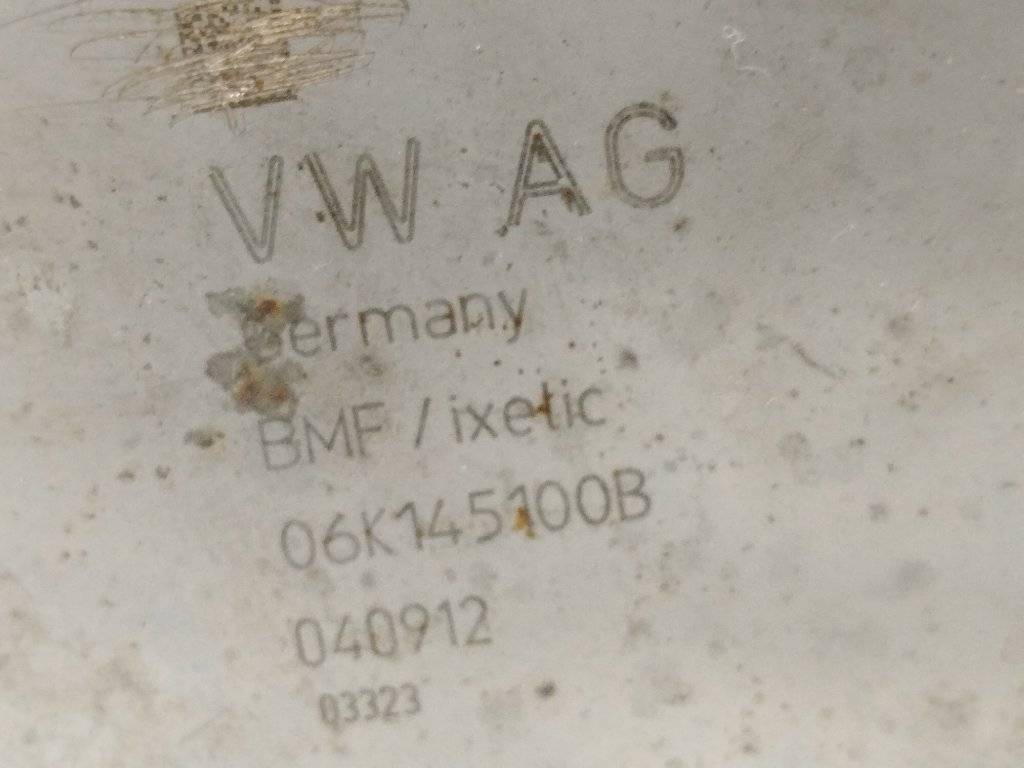 VW AG
Germany
BMF / ixetic
06K145100B
040912
03323